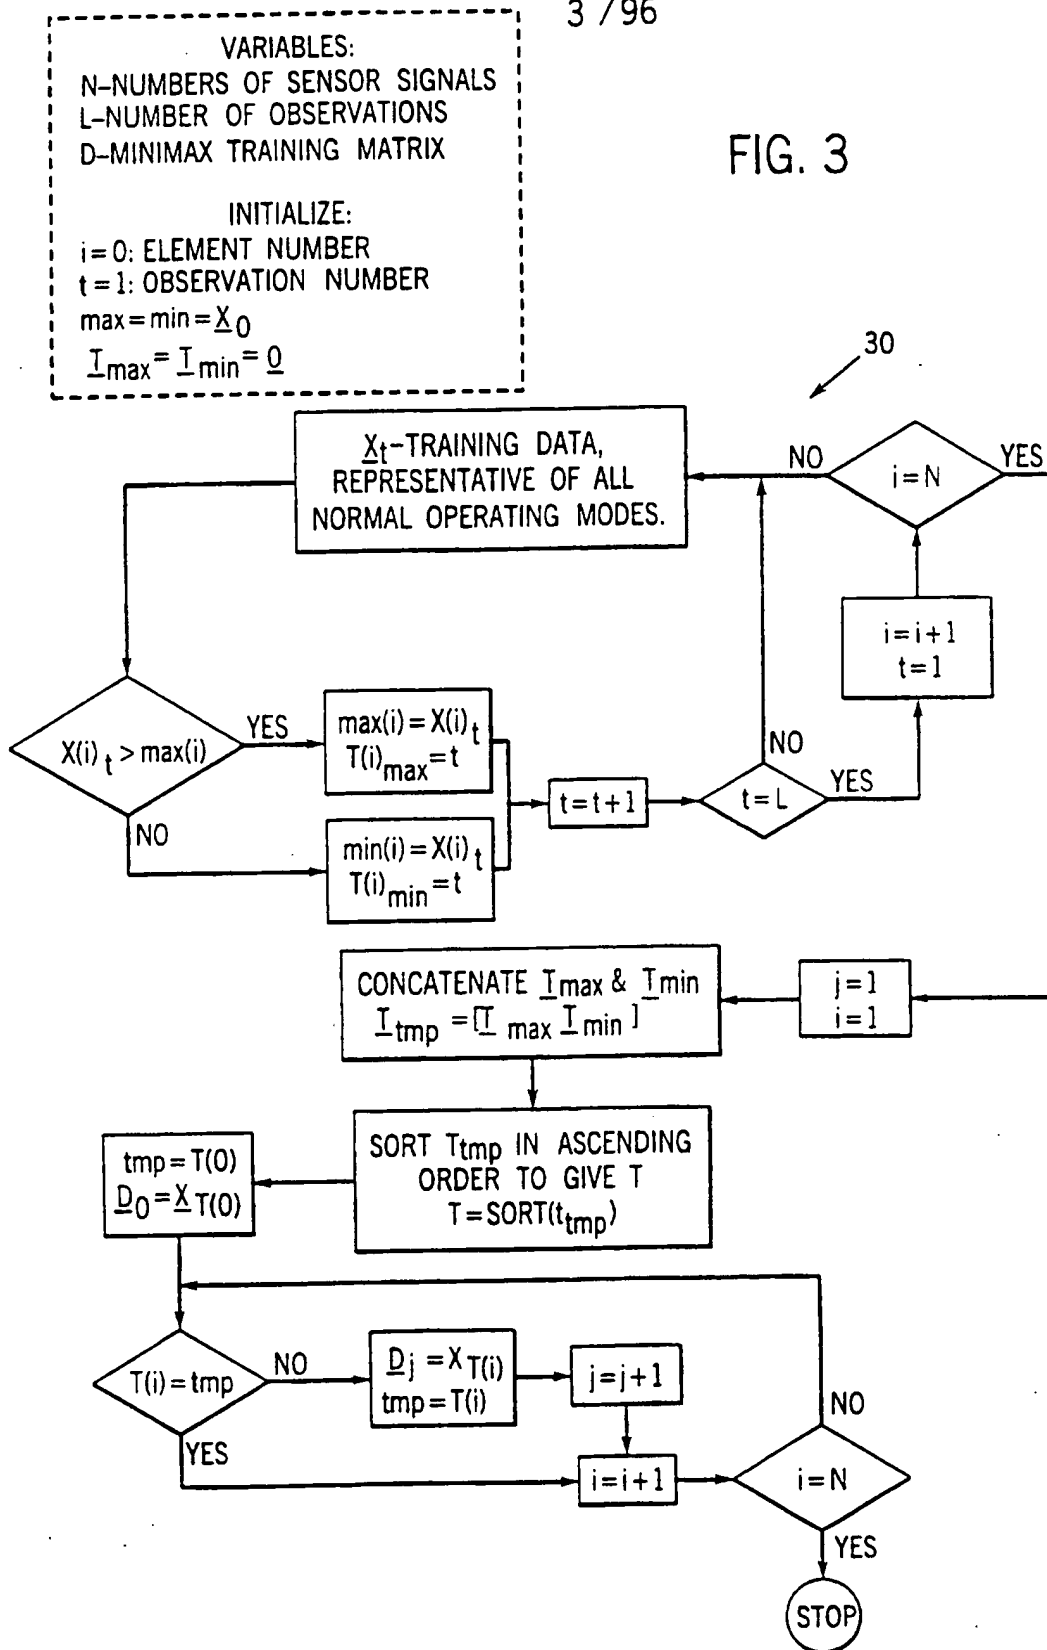 3 / 96
VARIABLES:
N-NUMBERS OF SENSOR SIGNALS
L-NUMBER OF OBSERVATIONS
D-MINIMAX TRAINING MATRIX
INITIALIZE:
i = 0: ELEMENT NUMBER
t = 1: OBSERVATION NUMBER
max = min = X0
Tmax = Tmin = 0
FIG. 3
30
Xt-TRAINING DATA,
REPRESENTATIVE OF ALL
NORMAL OPERATING MODES.
NO
i = N
YES
i = i + 1
t = 1
X(i)t > max(i)
YES
max(i) = X(i)t
T(i)max = t
NO
min(i) = X(i)t
T(i)min = t
t = t + 1
NO
t = L
YES
CONCATENATE Tmax & Tmin
Ttmp = [T max T min ]
j = 1
i = 1
SORT Ttmp IN ASCENDING
ORDER TO GIVE T
T = SORT(ttmp)
tmp = T(0)
D0 = X T(0)
T(i) = tmp
NO
Dj = XT(i)
tmp = T(i)
j = j + 1
YES
i = i + 1
NO
i = N
YES
STOP